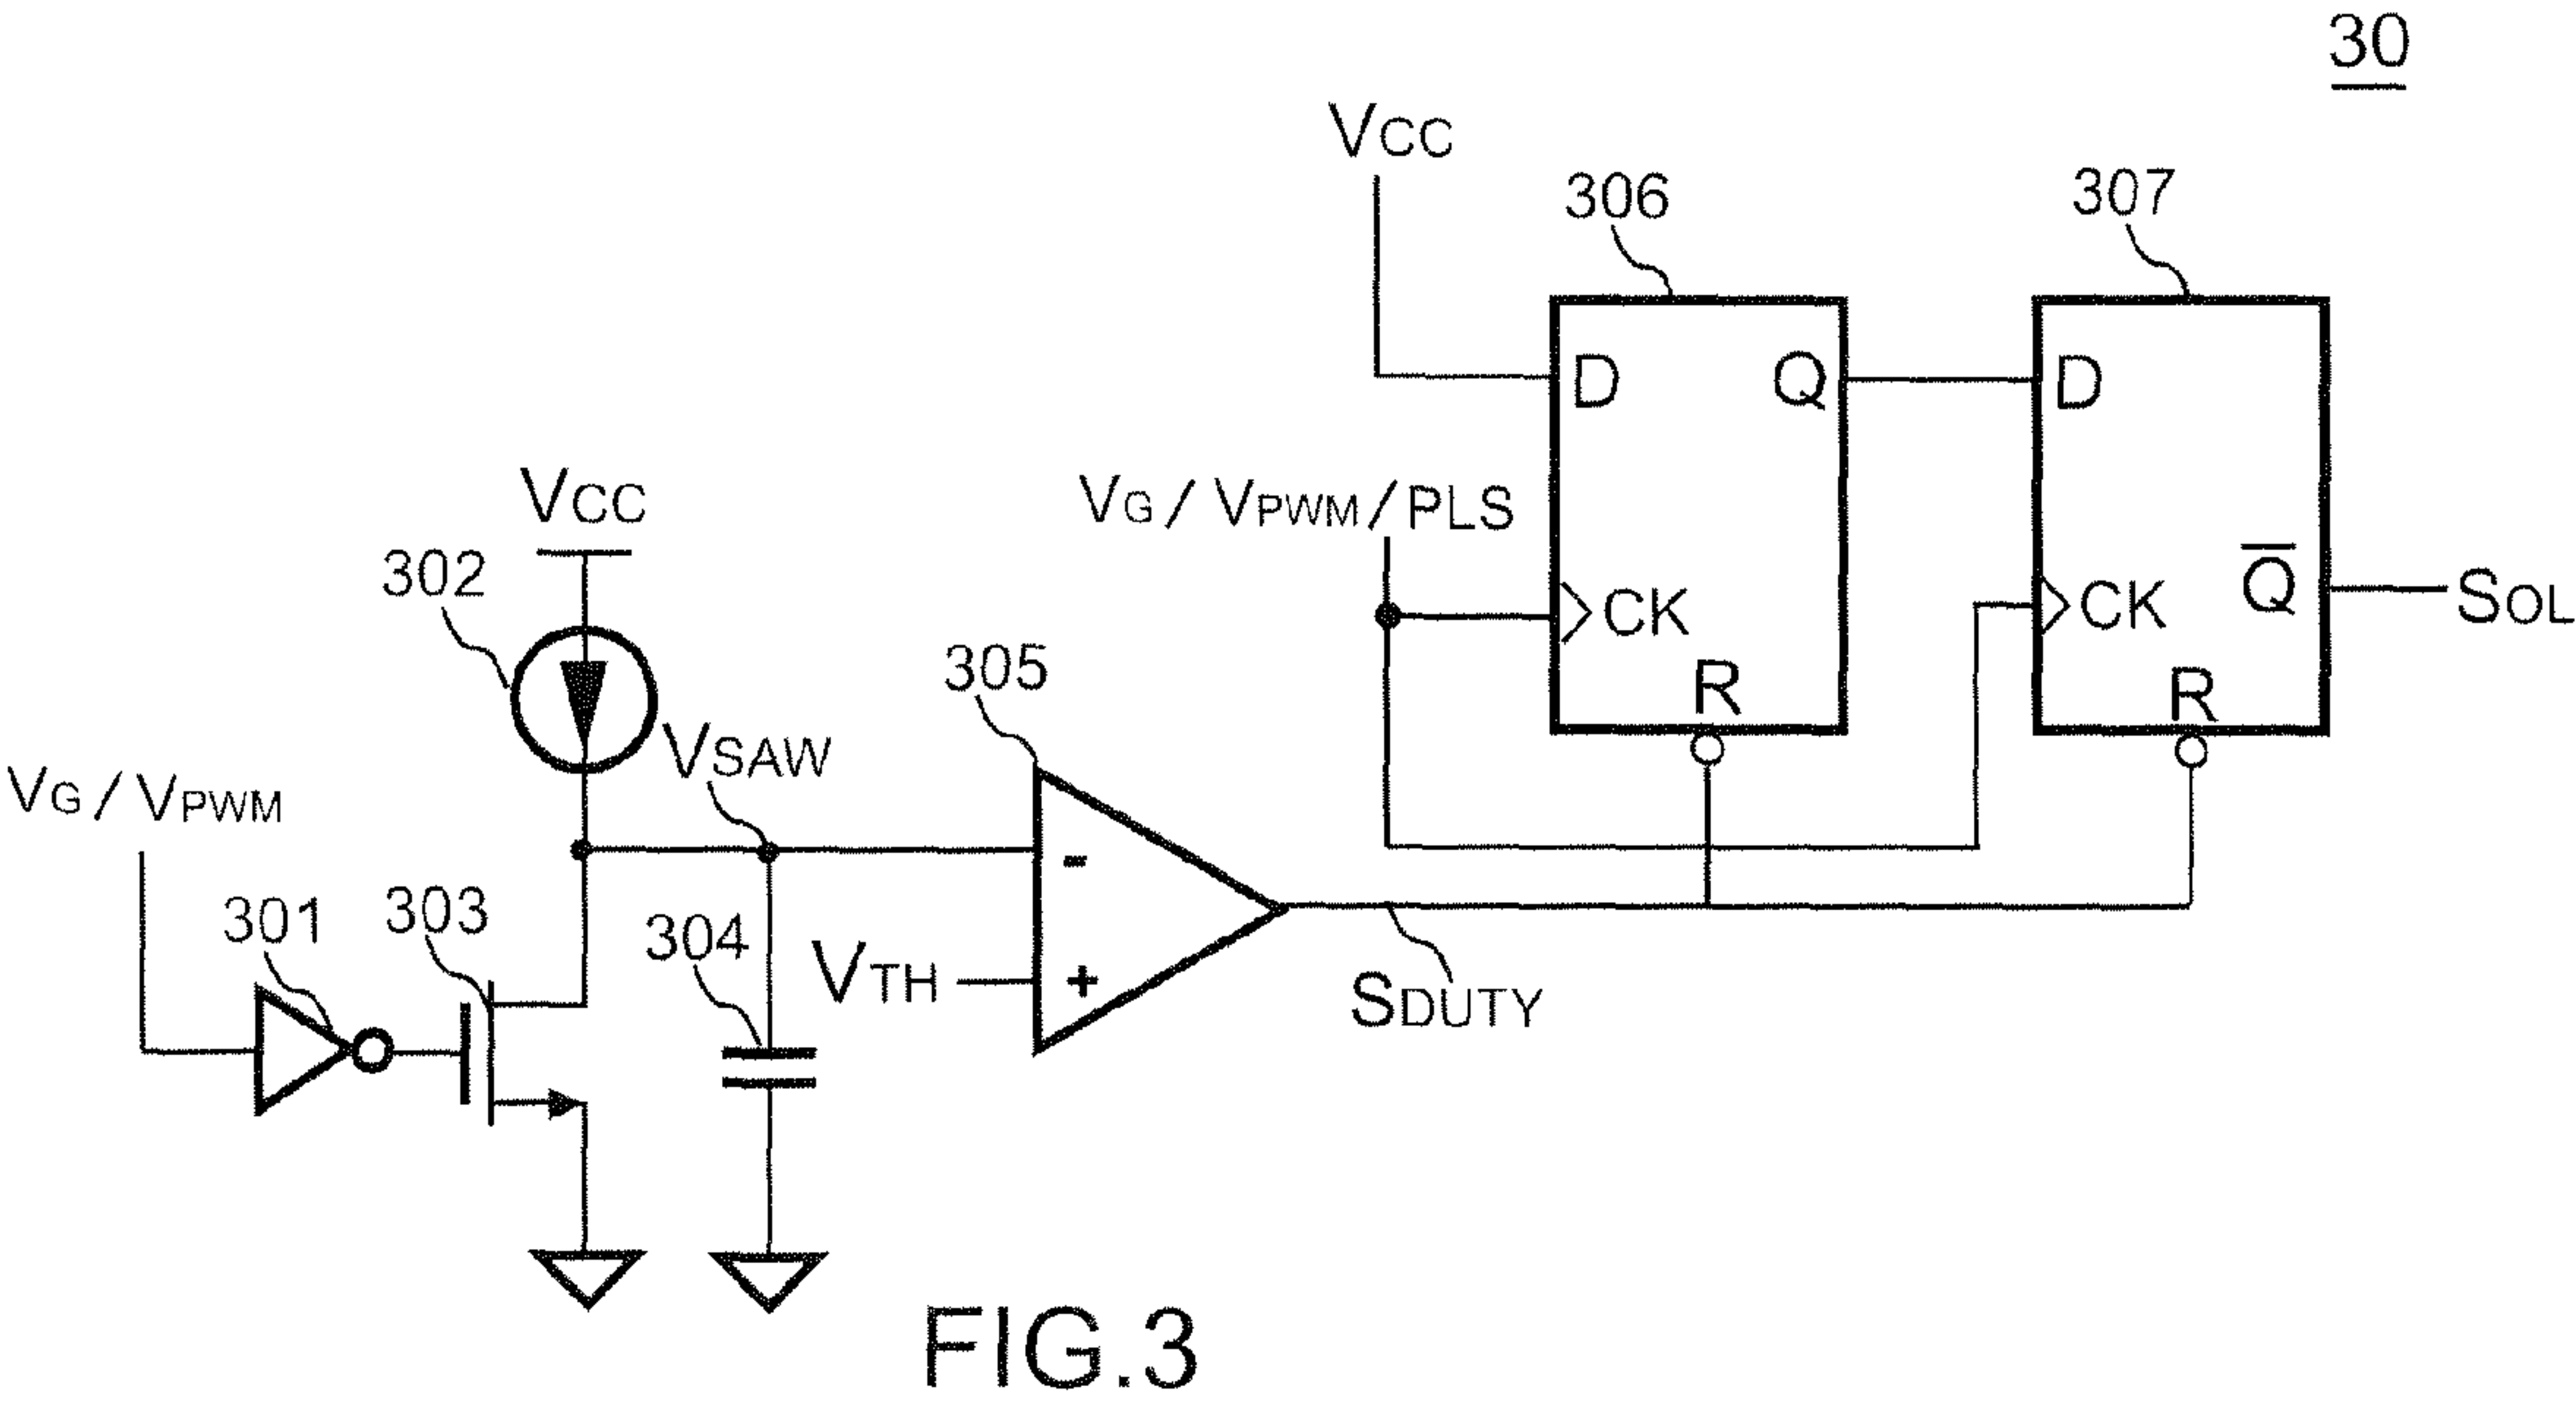 30
VCC
306
307
D
Q
D
VG / VPWM / PLS
VCC
302
CK
R
CK
Q̅
R
SOL
305
VSAW
VG / VPWM
-
301
303
304
VTH
+
SDUTY
FIG.3